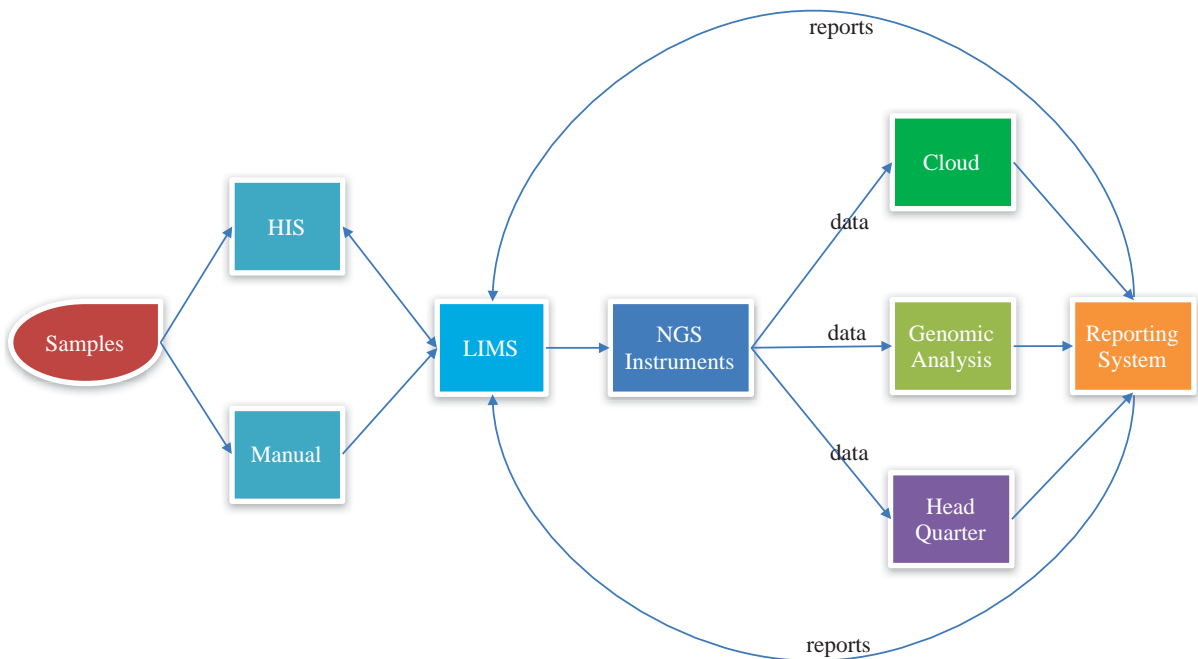 reports
Cloud
HIS
data
Samples
LIMS
NGS
Instruments
data
Genomic
Analysis
Reporting
System
Manual
data
Head
Quarter
reports